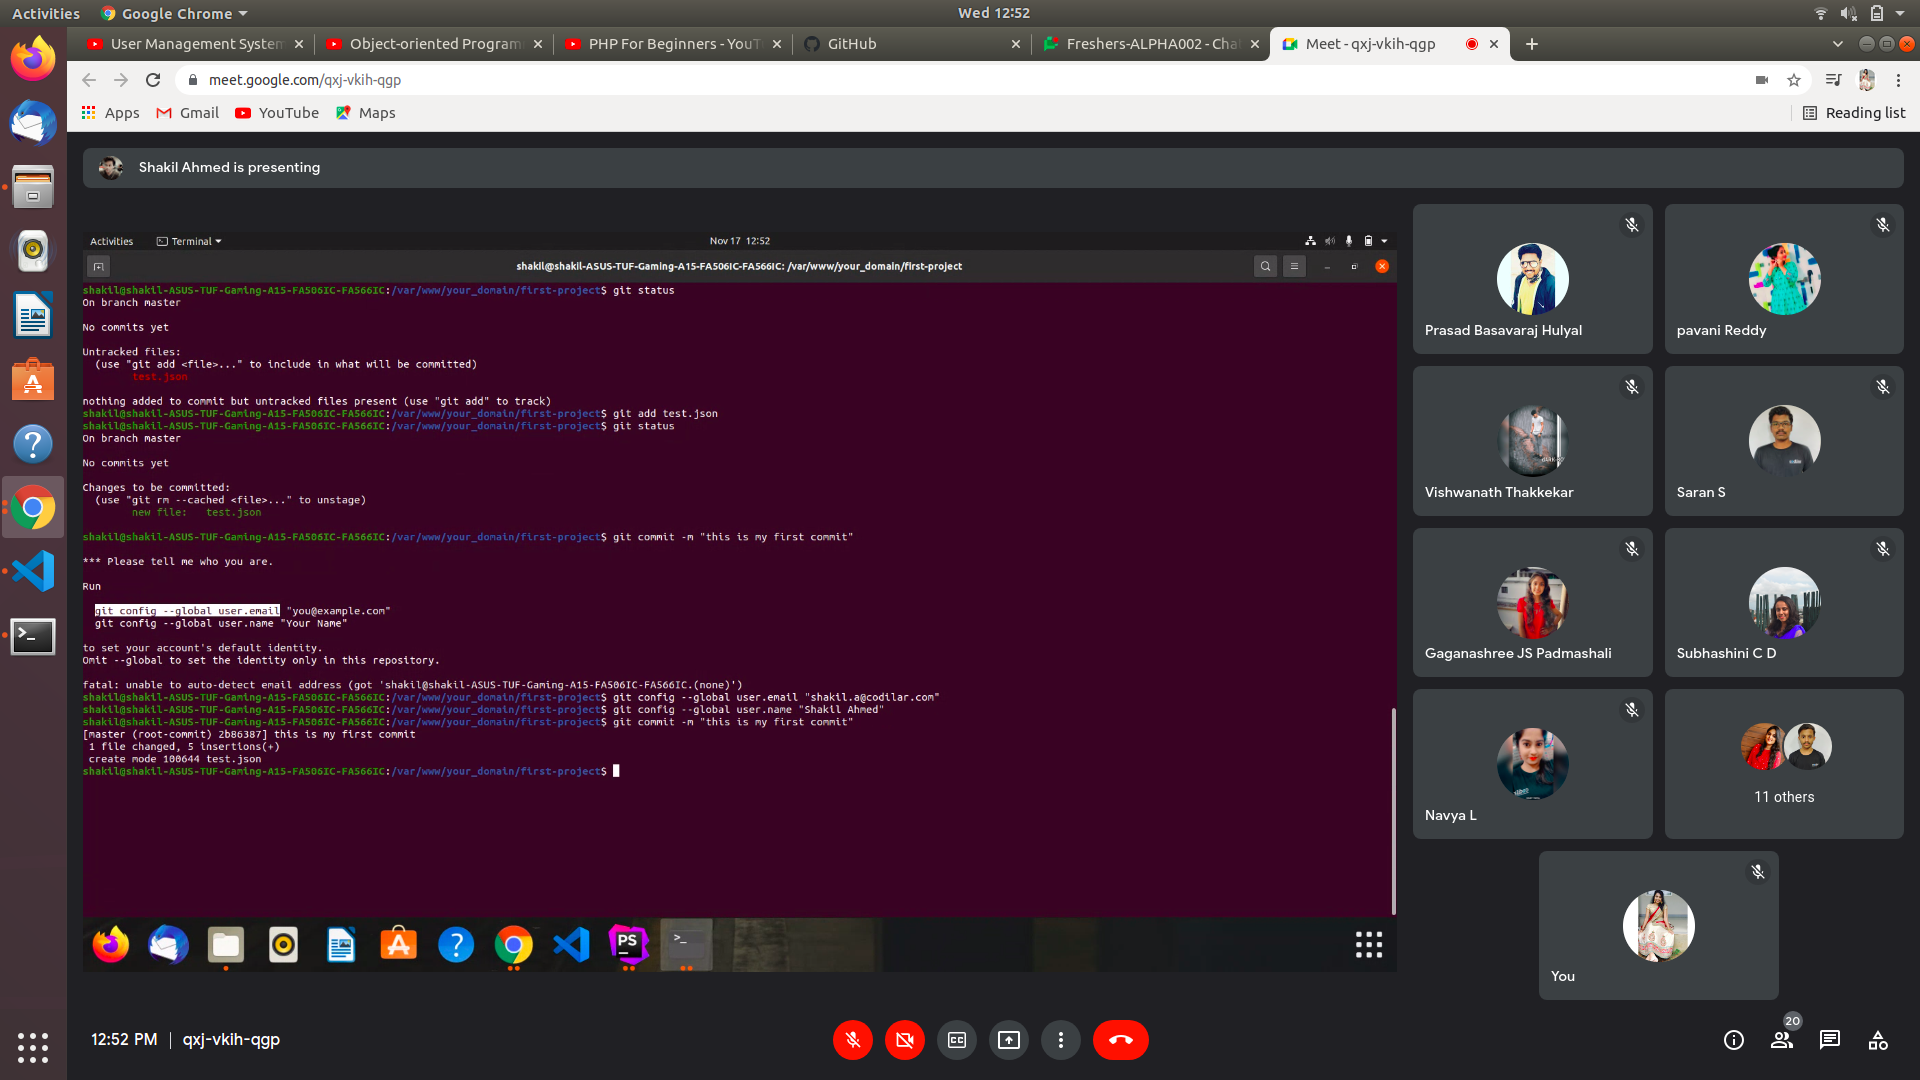 Activities
Google Chrome
Wed 12:52
User Management System
Object-oriented Program
PHP For Beginners - YouT
GitHub
Freshers-ALPHA002 - Cha
Meet - qxj-vkih-qgp
meet.google.com/qxj-vkih-qgp
Apps
Gmail
YouTube
Maps
Reading list
Shakil Ahmed is presenting
Activities
Terminal
Nov 17 12:52
shakil@shakil-ASUS-TUF-Gaming-A15-FA506IC-FA566IC: /var/www/your_domain/first-project
shakil@shakil-ASUS-TUF-Gaming-A15-FA506IC-FA566IC:/var/www/your_domain/first-project$ git status
On branch master
No commits yet
Untracked files:
(use "git add <file>..." to include in what will be committed)
test.json
nothing added to commit but untracked files present (use "git add" to track)
shakil@shakil-ASUS-TUF-Gaming-A15-FA506IC-FA566IC:/var/www/your_domain/first-project$ git add test.json
shakil@shakil-ASUS-TUF-Gaming-A15-FA506IC-FA566IC:/var/www/your_domain/first-project$ git status
On branch master
No commits yet
Changes to be committed:
(use "git rm --cached <file>..." to unstage)
new file: test.json
shakil@shakil-ASUS-TUF-Gaming-A15-FA506IC-FA566IC:/var/www/your_domain/first-project$ git commit -m "this is my first commit"
*** Please tell me who you are.
Run
git config --global user.email "you@example.com"
git config --global user.name "Your Name"
to set your account's default identity.
Omit --global to set the identity only in this repository.
fatal: unable to auto-detect email address (got 'shakil@shakil-ASUS-TUF-Gaming-A15-FA506IC-FA566IC.(none)')
shakil@shakil-ASUS-TUF-Gaming-A15-FA506IC-FA566IC:/var/www/your_domain/first-project$ git config --global user.email "shakil.a@codilar.com"
shakil@shakil-ASUS-TUF-Gaming-A15-FA506IC-FA566IC:/var/www/your_domain/first-project$ git config --global user.name "Shakil Ahmed"
shakil@shakil-ASUS-TUF-Gaming-A15-FA506IC-FA566IC:/var/www/your_domain/first-project$ git commit -m "this is my first commit"
[master (root-commit) 2b86387] this is my first commit
1 file changed, 5 insertions(+)
create mode 100644 test.json
shakil@shakil-ASUS-TUF-Gaming-A15-FA506IC-FA566IC:/var/www/your_domain/first-project$
PS
Prasad Basavaraj Hulyal
pavani Reddy
Vishwanath Thakkekar
Saran S
Gaganashree JS Padmashali
Subhashini C D
Navya L
11 others
You
12:52 PM | qxj-vkih-qgp
20